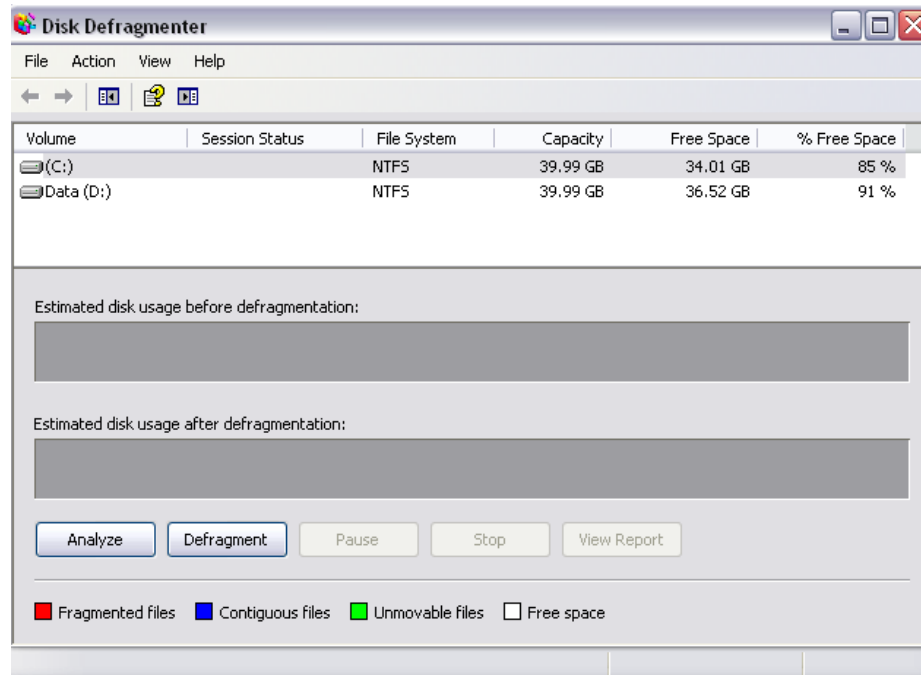 Disk Defragmenter
File Action View Help
Volume Session Status File System Capacity Free Space % Free Space
(C:) NTFS 39.99 GB 34.01 GB 85 %
Data (D:) NTFS 39.99 GB 36.52 GB 91 %
Estimated disk usage before defragmentation:
Estimated disk usage after defragmentation:
Analyze Defragment Pause Stop View Report
Fragmented files Contiguous files Unmovable files Free space